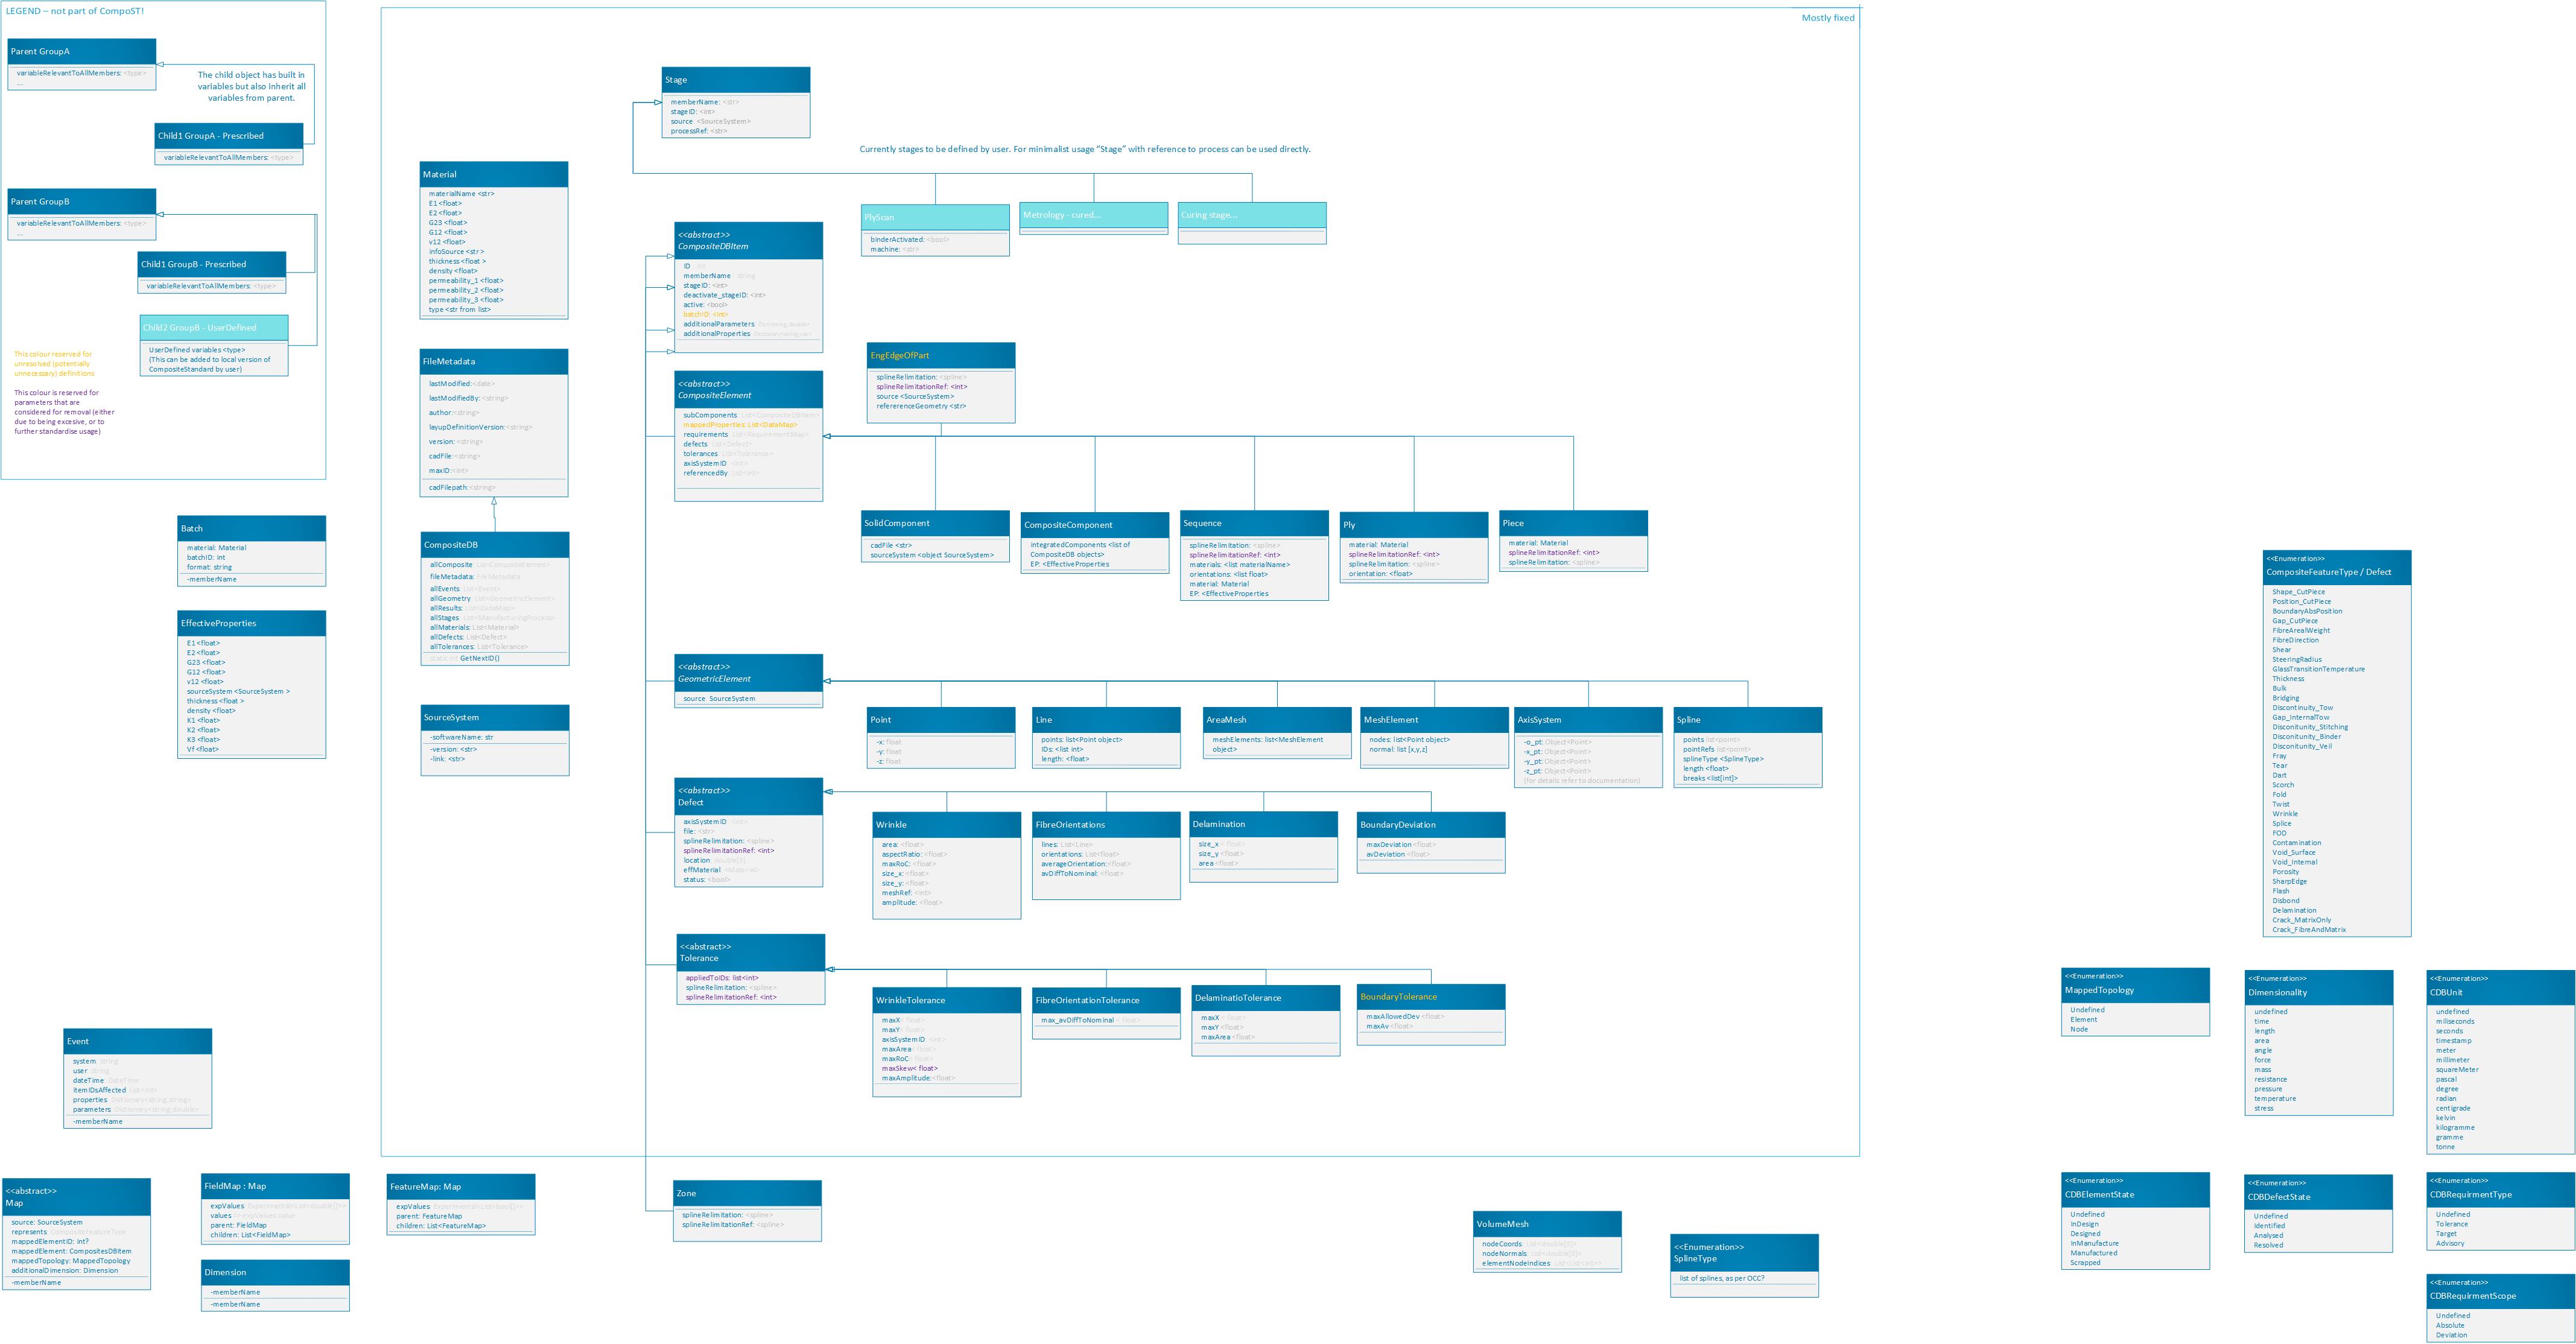 LEGEND – not part of CompoST!
Parent GroupA
variableRelevantToAllMembers: <type>
...
The child object has built in
variables but also inherit all
variables from parent.
Child1 GroupA - Prescribed
variableRelevantToAllMembers: <type>
Parent GroupB
variableRelevantToAllMembers: <type>
...
Child1 GroupB - Prescribed
variableRelevantToAllMembers: <type>
Child2 GroupB - UserDefined
UserDefined variables <type>
(This can be added to local version of
CompositeStandard by user)
This colour reserved for
unresolved (potentially
unnecessary) definitions
This colour is reserved for
parameters that are
considered for removal (either
due to being excesive, or to
further standardise usage)
Batch
material: Material
batchID: int
format: string
-memberName
EffectiveProperties
E1 <float>
E2 <float>
G23 <float>
G12 <float>
v12 <float>
sourceSystem <SourceSystem >
thickness <float >
density <float>
K1 <float>
K2 <float>
K3 <float>
Vf <float>
Event
system string
user string
dateTime DateTime
itemIDsAffected List<int>
properties Dictionary<string,string>
parameters Dictionary<string,double>
-memberName
<<abstract>>
Map
source: SourceSystem
represents CompositeFeatureType
mappedElementID: int?
mappedElement: CompositesDBItem
mappedTopology: MappedTopology
additionalDimension: Dimension
-memberName
FieldMap : Map
expValues
values
parent: FieldMap
children: List<FieldMap>
Dimension
-memberName
-memberName
FeatureMap: Map
expValues
parent: FeatureMap
children: List<FeatureMap>
Mostly fixed
Material
materialName <str>
E1 <float>
E2 <float>
G23 <float>
G12 <float>
v12 <float>
infoSource <str >
thickness <float >
density <float>
permeability_1 <float>
permeability_2 <float>
permeability_3 <float>
type <str from list>
FileMetadata
lastModified:<date>
lastModifiedBy: <string>
author:<string>
layupDefinitionVersion:<string>
version: <string>
cadFile:<string>
maxID:<int>
cadFilepath:<string>
CompositeDB
allComposite List<CompositeElement>
fileMetadata: FileMetadata
allEvents List<Event>
allGeometry List<GeometricElement>
allResults: List<DataMap>
allStages List<ManufacturingProcess>
allMaterials: List<Material>
allDefects: List<Defect>
allTolerances: List<Tolerance>
static int GetNextID()
SourceSystem
-softwareName: str
-version: <str>
-link: <str>
Stage
memberName: <str>
stageID: <int>
source <SourceSystem>
processRef: <str>
Currently stages to be defined by user. For minimalist usage “Stage” with reference to process can be used directly.
PlyScan
binderActivated: <bool>
machine: <str>
Metrology - cured...
Curing stage...
<<abstract>>
CompositeDBItem
ID int
memberName string
stageID: <int>
deactivate_stageID: <int>
active: <bool>
batchID: <int>
additionalParameters
additionalProperties
<<abstract>>
CompositeElement
subComponents List<CompositeDBItem>
mappedProperties: List<DataMap>
requirements List<RequirementMap>
defects List<Defect>
tolerances List<Tolerance>
axisSystemID <int>
referencedBy List<int>
EngEdgeOfPart
splineRelimitation: <spline>
splineRelimitationRef: <int>
source <SourceSystem>
refererenceGeometry <str>
SolidComponent
cadFile <str>
sourceSystem <object SourceSystem>
CompositeComponent
integratedComponents <list of
CompositeDB objects>
EP: <EffectiveProperties
Sequence
splineRelimitation: <spline>
splineRelimitationRef: <int>
materials: <list materialName>
orientations: <list float>
material: Material
EP: <EffectiveProperties
Ply
material: Material
splineRelimitationRef: <int>
splineRelimitation: <spline>
orientation: <float>
Piece
material: Material
splineRelimitationRef: <int>
splineRelimitation: <spline>
<<abstract>>
GeometricElement
source SourceSystem
Point
-x: float
-y: float
-z: float
Line
points: list<Point object>
IDs: <list int>
length: <float>
AreaMesh
meshElements: list<MeshElement
object>
MeshElement
nodes: list<Point object>
normal: list [x,y,z]
AxisSystem
-o_pt: Object<Point>
-x_pt: Object<Point>
-y_pt: Object<Point>
-z_pt: Object<Point>
(for details refer to documentation)
Spline
points list<point>
pointRefs list<point>
splineType <SplineType>
length <float>
breaks <list[int]>
<<abstract>>
Defect
axisSystemID <int>
file: <str>
splineRelimitation: <spline>
splineRelimitationRef: <int>
location double[3]
effMaterial
status: <bool>
Wrinkle
area: <float>
aspectRatio: <float>
maxRoC: <float>
size_x: <float>
size_y: <float>
meshRef: <int>
amplitude: <float>
FibreOrientations
lines: List<Line>
orientations: List<float>
averageOrientation:<float>
avDiffToNominal: <float>
Delamination
size_x <float>
size_y <float>
area <float>
BoundaryDeviation
maxDeviation <float>
avDeviation <float>
<<abstract>>
Tolerance
appliedToIDs: list<int>
splineRelimitation: <spline>
splineRelimitationRef: <int>
WrinkleTolerance
maxX <float>
maxY <float>
axisSystemID <int>
maxArea <float>
maxRoC <float>
maxSkew< float>
maxAmplitude:<float>
FibreOrientationTolerance
max_avDiffToNominal < float>
DelaminatioTolerance
maxX < float>
maxY <float>
maxArea <float>
BoundaryTolerance
maxAllowedDev <float>
maxAv <float>
Zone
splineRelimitation: <spline>
splineRelimitationRef: <spline>
VolumeMesh
nodeCoords List<double[3]>
nodeNormals List<double[3]>
elementNodeIndices List<List<int>>
<<Enumeration>>
SplineType
list of splines, as per OCC?
<<Enumeration>>
CompositeFeatureType / Defect
Shape_CutPiece
Position_CutPiece
BoundaryAbsPosition
Gap_CutPiece
FibreArealWeight
FibreDirection
Shear
SteeringRadius
GlassTransitionTemperature
Thickness
Bulk
Bridging
Discontinuity_Tow
Gap_InternalTow
Disconitunity_Stitching
Disconitunity_Binder
Disconitunity_Veil
Fray
Tear
Dart
Scorch
Fold
Twist
Wrinkle
Splice
FOD
Contamination
Void_Surface
Void_Internal
Porosity
SharpEdge
Flash
Disbond
Delamination
Crack_MatrixOnly
Crack_FibreAndMatrix
<<Enumeration>>
MappedTopology
Undefined
Element
Node
<<Enumeration>>
Dimensionality
undefined
time
length
area
angle
force
mass
resistance
pressure
temperature
stress
<<Enumeration>>
CDBUnit
undefined
miliseconds
seconds
timestamp
meter
millimeter
squareMeter
pascal
degree
radian
centigrade
kelvin
kilogramme
gramme
tonne
<<Enumeration>>
CDBElementState
Undefined
InDesign
Designed
InManufacture
Manufactured
Scrapped
<<Enumeration>>
CDBDefectState
Undefined
Identified
Analysed
Resolved
<<Enumeration>>
CDBRequirmentType
Undefined
Tolerance
Target
Advisory
<<Enumeration>>
CDBRequirmentScope
Undefined
Absolute
Deviation